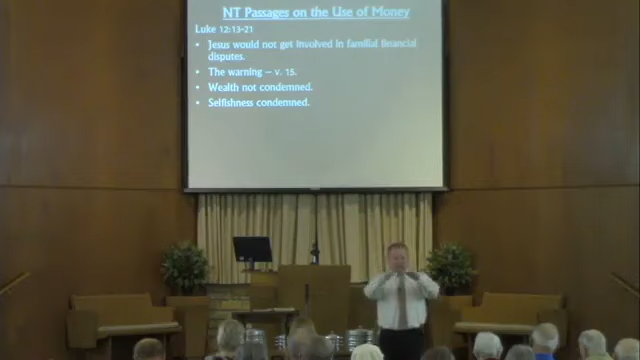 NT Passages on the Use of Money
Luke 12:13-21
• Jesus would not get involved in familial financial
disputes.
• The warning – v. 15.
• Wealth not condemned.
• Selfishness condemned.